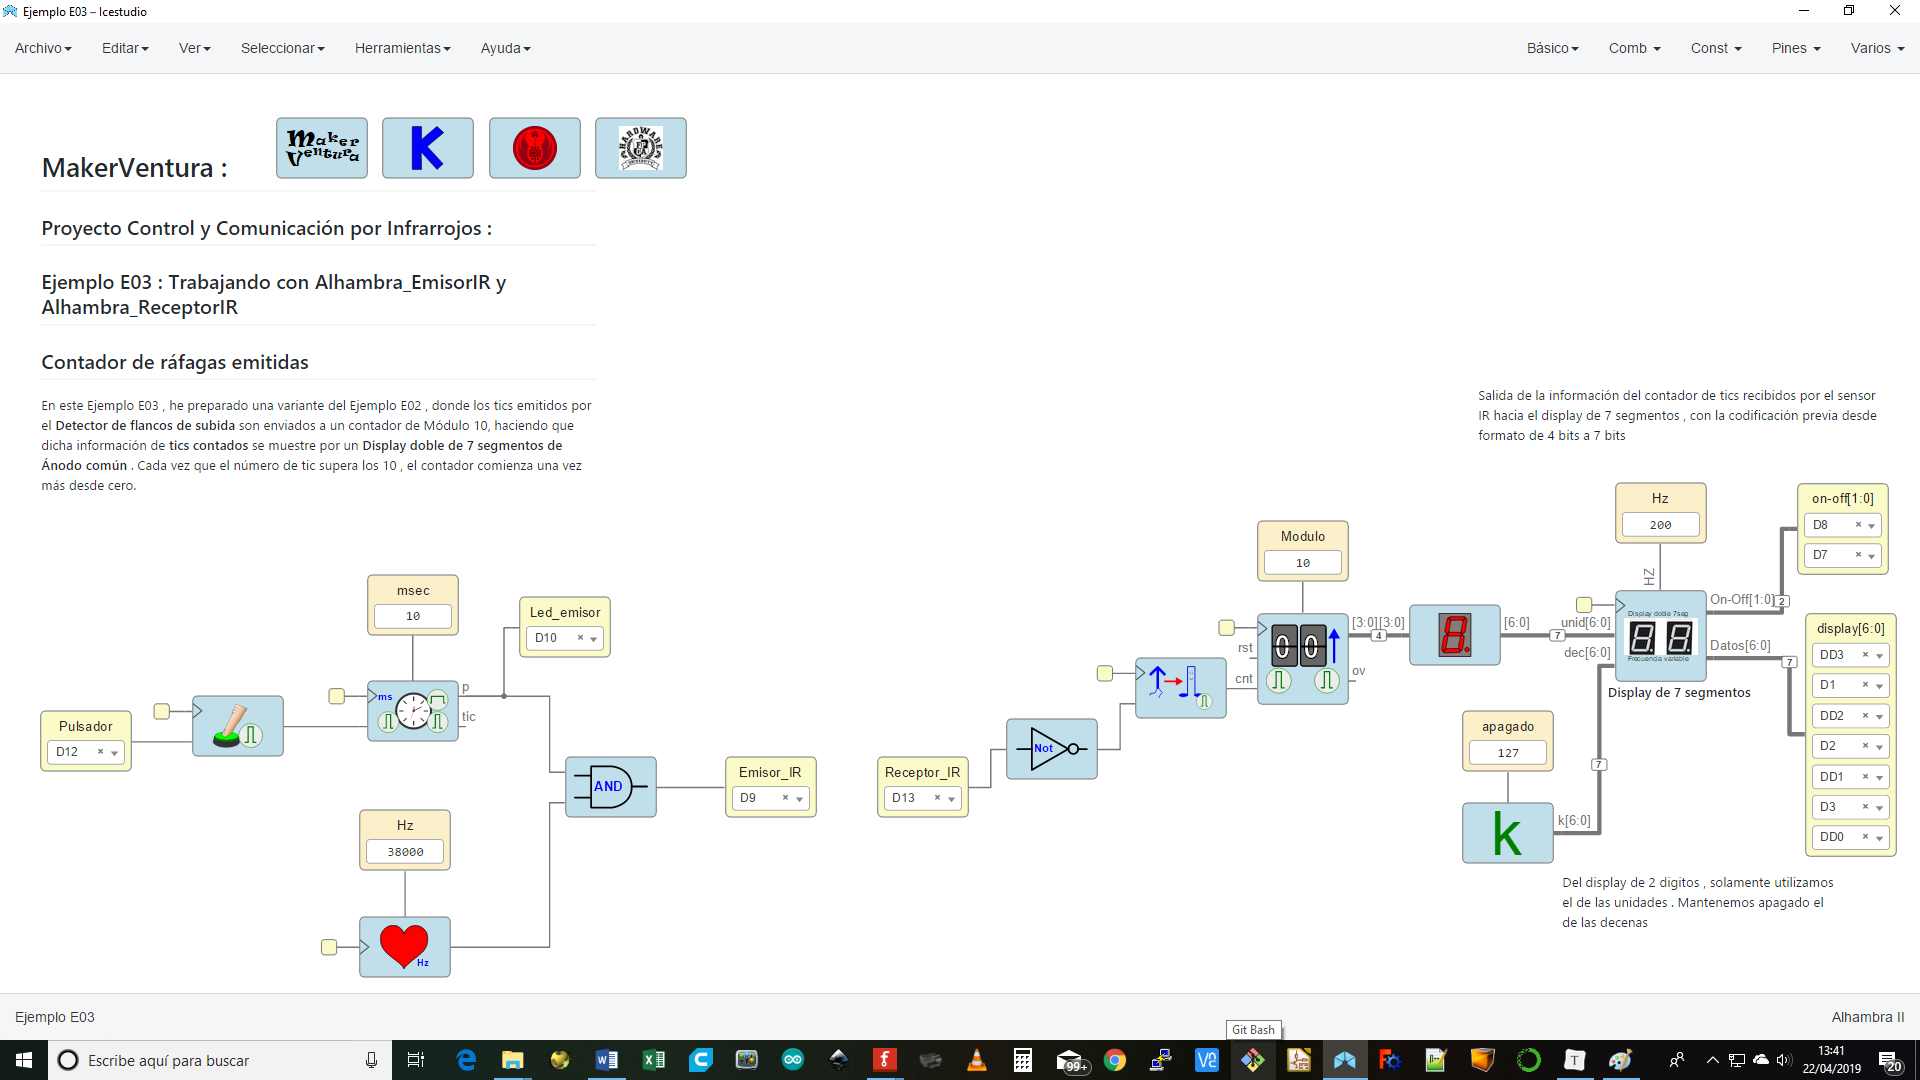 Ejemplo E03 – Icestudio
Archivo Editar Ver Seleccionar Herramientas Ayuda Básico Comb Const Pines Varios
MakerVentura :
Maker
Ventura
K
HARDWARE
Proyecto Control y Comunicación por Infrarrojos :
Ejemplo E03 : Trabajando con Alhambra_EmisorIR y
Alhambra_ReceptorIR
Contador de ráfagas emitidas
En este Ejemplo E03 , he preparado una variante del Ejemplo E02 , donde los tics emitidos por
el Detector de flancos de subida son enviados a un contador de Módulo 10, haciendo que
dicha información de tics contados se muestre por un Display doble de 7 segmentos de
Ánodo común . Cada vez que el número de tic supera los 10 , el contador comienza una vez
más desde cero.
Salida de la información del contador de tics recibidos por el sensor
IR hacia el display de 7 segmentos , con la codificación previa desde
formato de 4 bits a 7 bits
Pulsador
D12
msec
10
ms
p
tic
Led_emisor
D10
Hz
38000
Hz
AND
Emisor_IR
D9
Receptor_IR
D13
Not
Modulo
10
rst
cnt
00
[3:0][3:0]
4
ov
8.
[6:0]
7
apagado
127
k
k[6:0]
7
Hz
200
HZ
unid[6:0]
dec[6:0]
Display doble 7seg
88
Frecuencia variable
Display de 7 segmentos
On-Off[1:0]
2
Datos[6:0]
7
on-off[1:0]
D8
D7
display[6:0]
DD3
D1
DD2
D2
DD1
D3
DD0
Del display de 2 digitos , solamente utilizamos
el de las unidades . Mantenemos apagado el
de las decenas
Ejemplo E03
Alhambra II
Git Bash
Escribe aquí para buscar
99+
13:41
22/04/2019
20